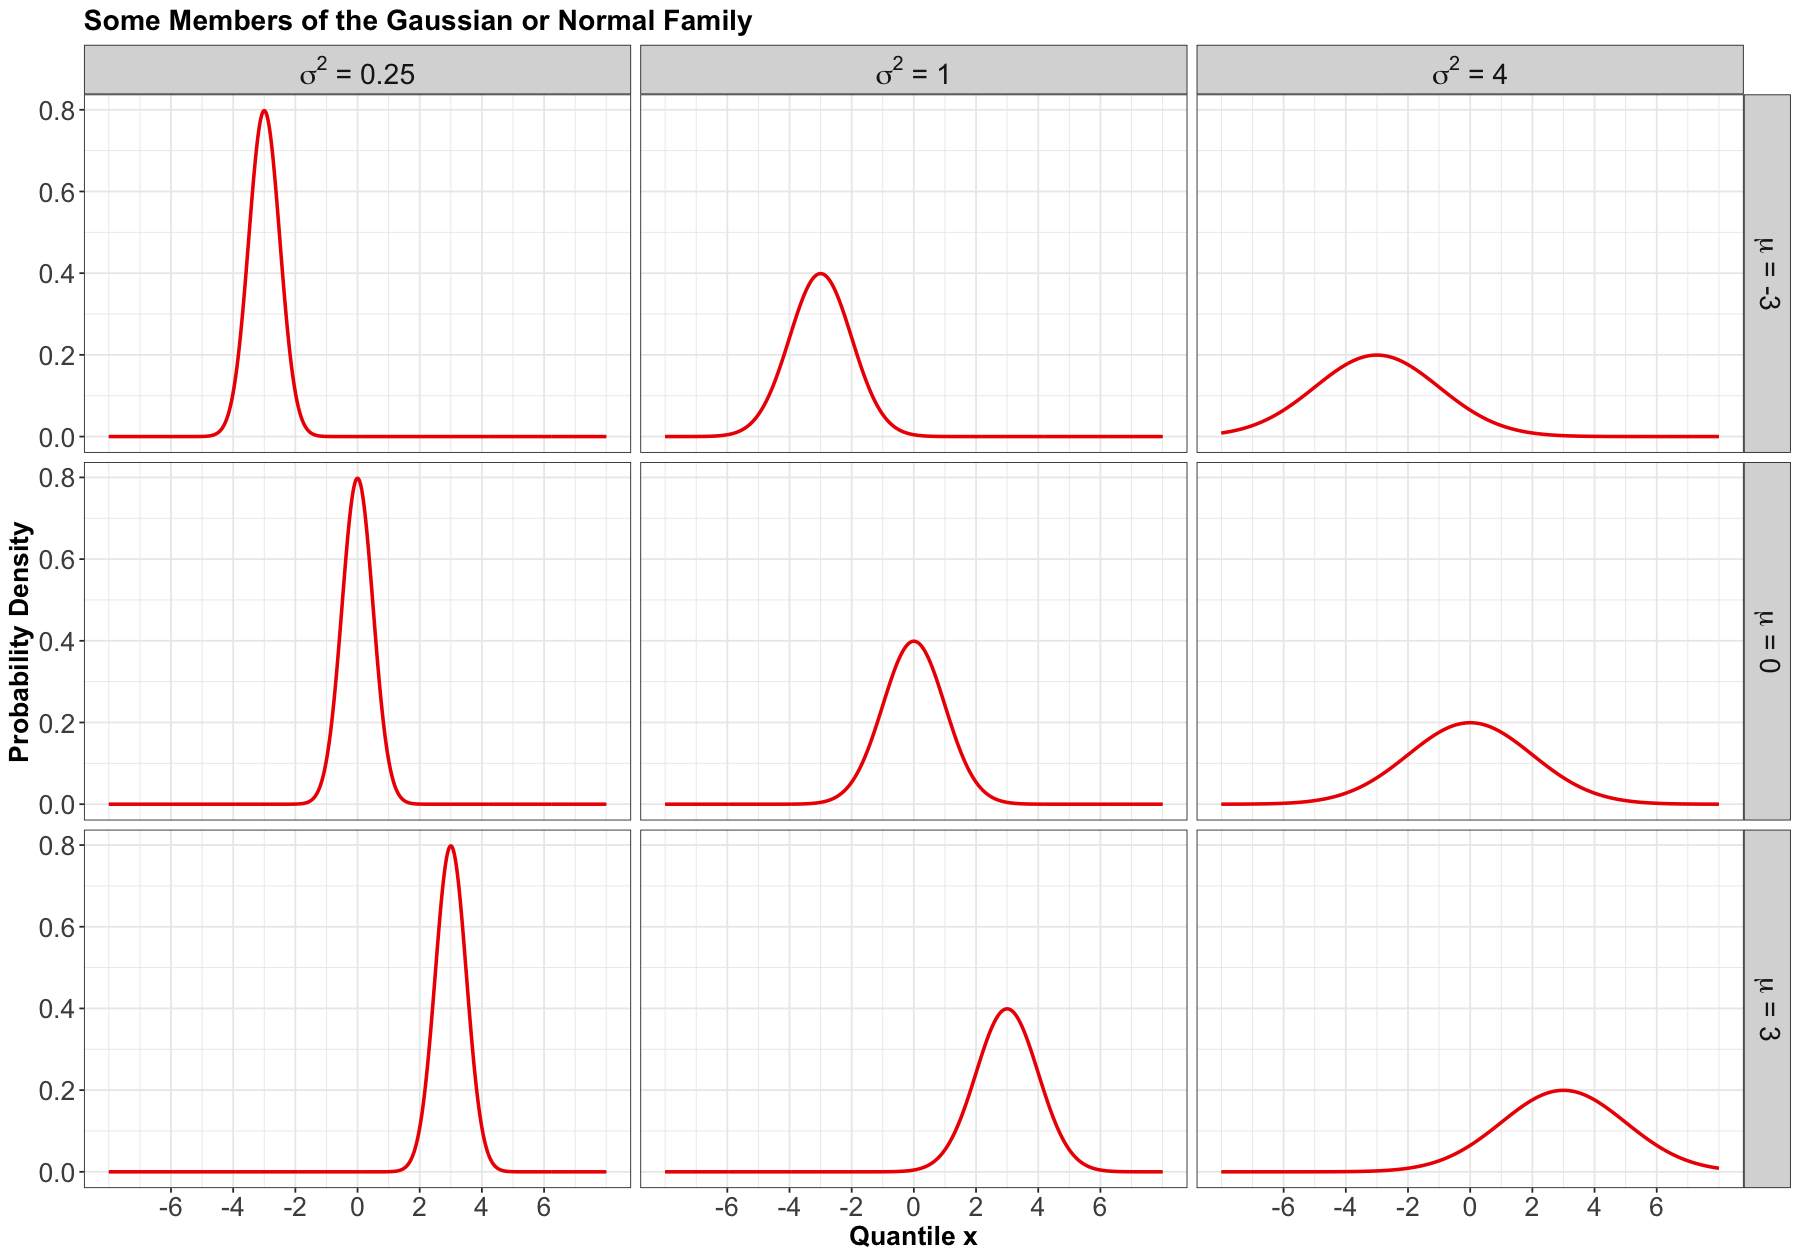 Some Members of the Gaussian or Normal Family
σ² = 0.25
σ² = 1
σ² = 4
0.8
0.6
0.4
0.2
0.0
μ = -3
Probability Density
0.8
0.6
0.4
0.2
0.0
μ = 0
0.8
0.6
0.4
0.2
0.0
μ = 3
-6 -4 -2 0 2 4 6
-6 -4 -2 0 2 4 6
-6 -4 -2 0 2 4 6
Quantile x